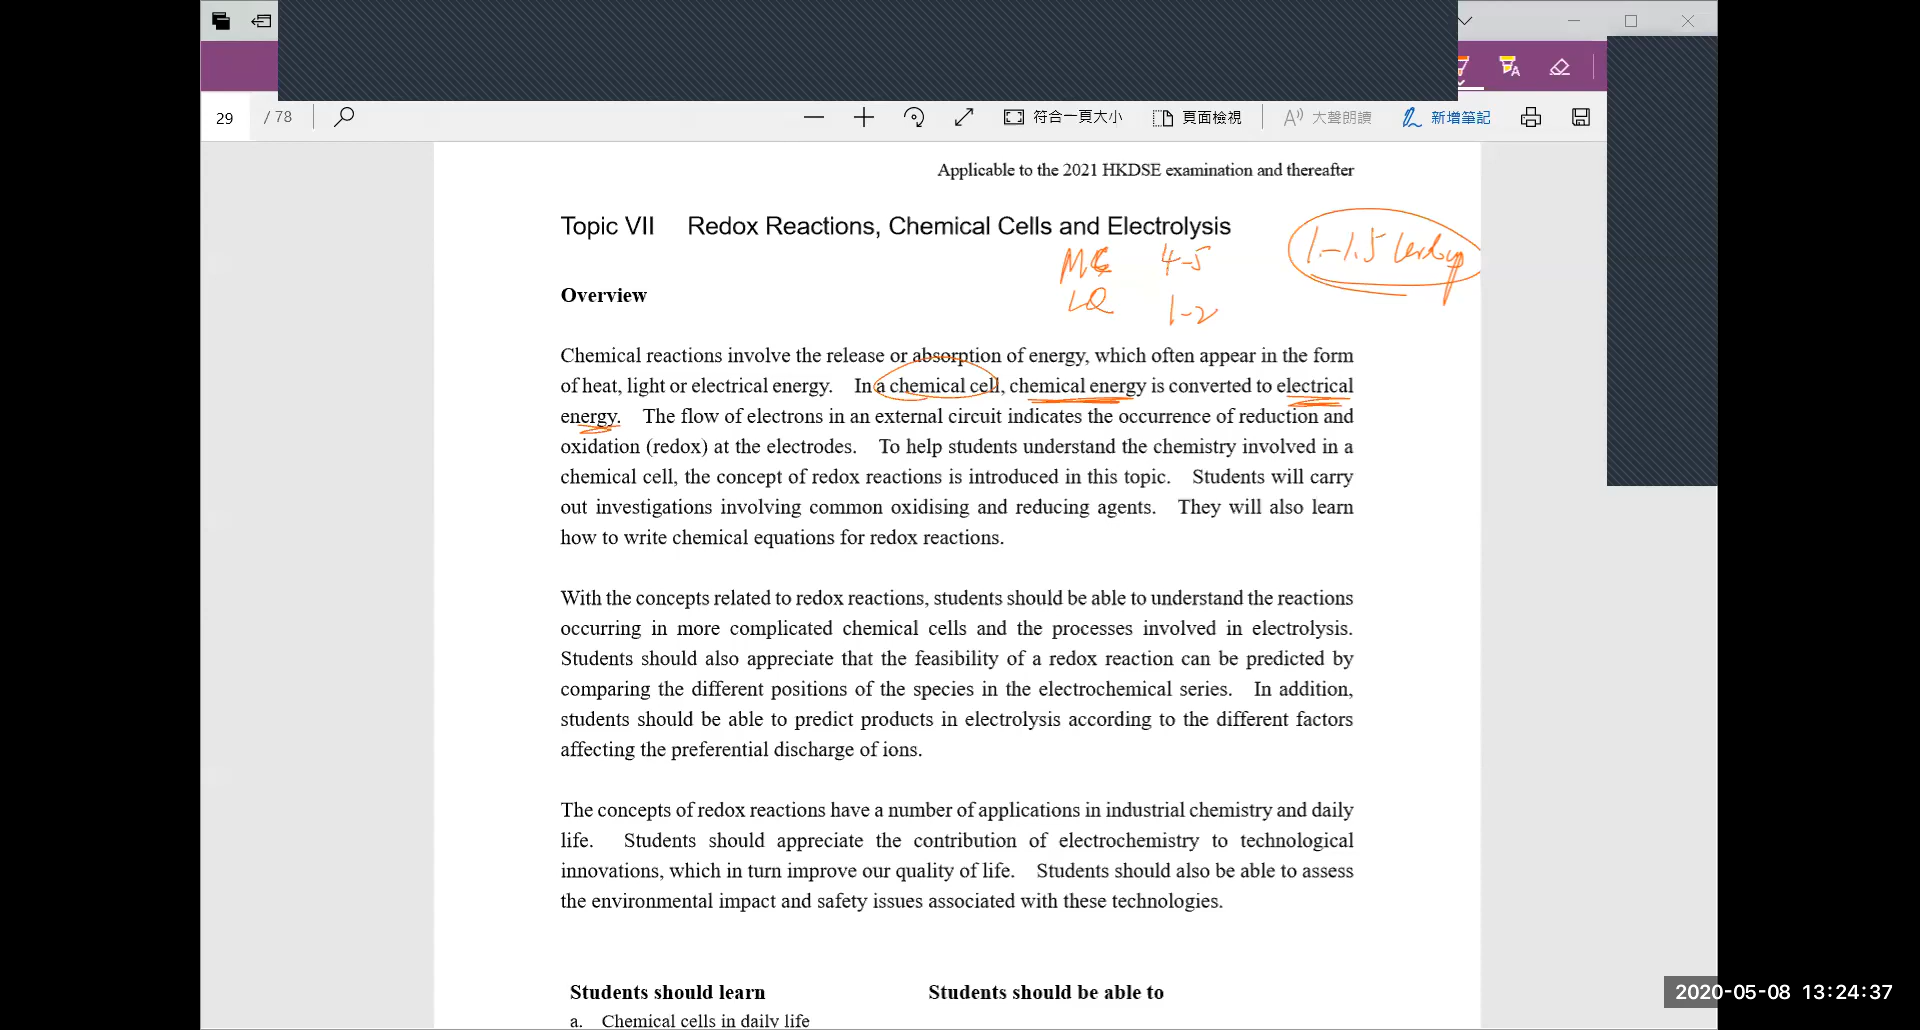 29 / 78 符合一頁大小 頁面檢視 大聲朗讀 新增筆記
Applicable to the 2021 HKDSE examination and thereafter
Topic VII Redox Reactions, Chemical Cells and Electrolysis
1-1.5
MC 4-5
LQ 1-2
Overview
Chemical reactions involve the release or absorption of energy, which often appear in the form
of heat, light or electrical energy. In a chemical cell, chemical energy is converted to electrical
energy. The flow of electrons in an external circuit indicates the occurrence of reduction and
oxidation (redox) at the electrodes. To help students understand the chemistry involved in a
chemical cell, the concept of redox reactions is introduced in this topic. Students will carry
out investigations involving common oxidising and reducing agents. They will also learn
how to write chemical equations for redox reactions.
With the concepts related to redox reactions, students should be able to understand the reactions
occurring in more complicated chemical cells and the processes involved in electrolysis.
Students should also appreciate that the feasibility of a redox reaction can be predicted by
comparing the different positions of the species in the electrochemical series. In addition,
students should be able to predict products in electrolysis according to the different factors
affecting the preferential discharge of ions.
The concepts of redox reactions have a number of applications in industrial chemistry and daily
life. Students should appreciate the contribution of electrochemistry to technological
innovations, which in turn improve our quality of life. Students should also be able to assess
the environmental impact and safety issues associated with these technologies.
Students should learn Students should be able to
a. Chemical cells in daily life
2020-05-08 13:24:37